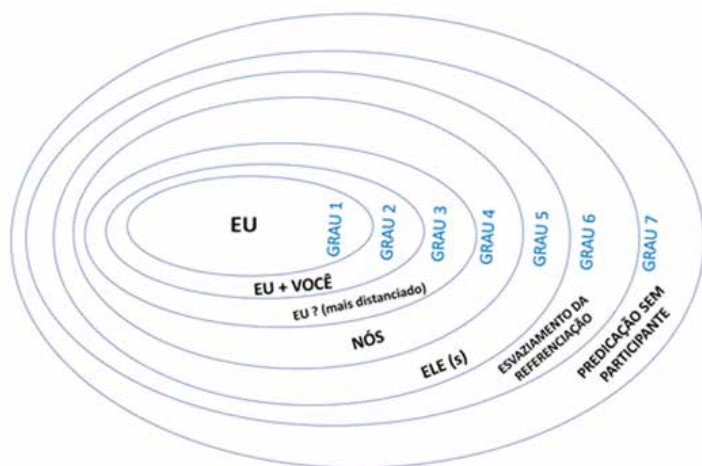 EU
GRAU 1
GRAU 2
GRAU 3
GRAU 4
GRAU 5
GRAU 6
GRAU 7
EU + VOCÊ
EU ? (mais distanciado)
NÓS
ELE (s)
ESVAZIAMENTO DA
REFERENCIAÇÃO
PREDICAÇÃO SEM
PARTICIPANTE